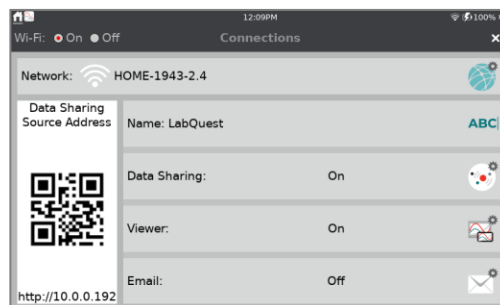 12:09PM
100%
Wi-Fi: On Off
Connections
Network: HOME-1943-2.4
Data Sharing
Source Address
http://10.0.0.192
Name: LabQuest
ABC
Data Sharing: On
Viewer: On
Email: Off